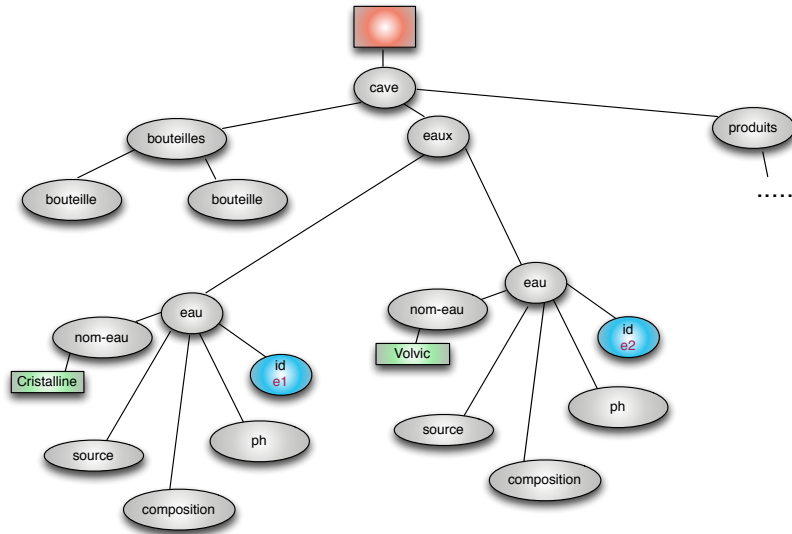 cave
bouteilles
eaux
produits
bouteille
bouteille
.....
eau
eau
nom-eau
nom-eau
Cristalline
Volvic
id
e1
id
e2
source
ph
composition
source
ph
composition